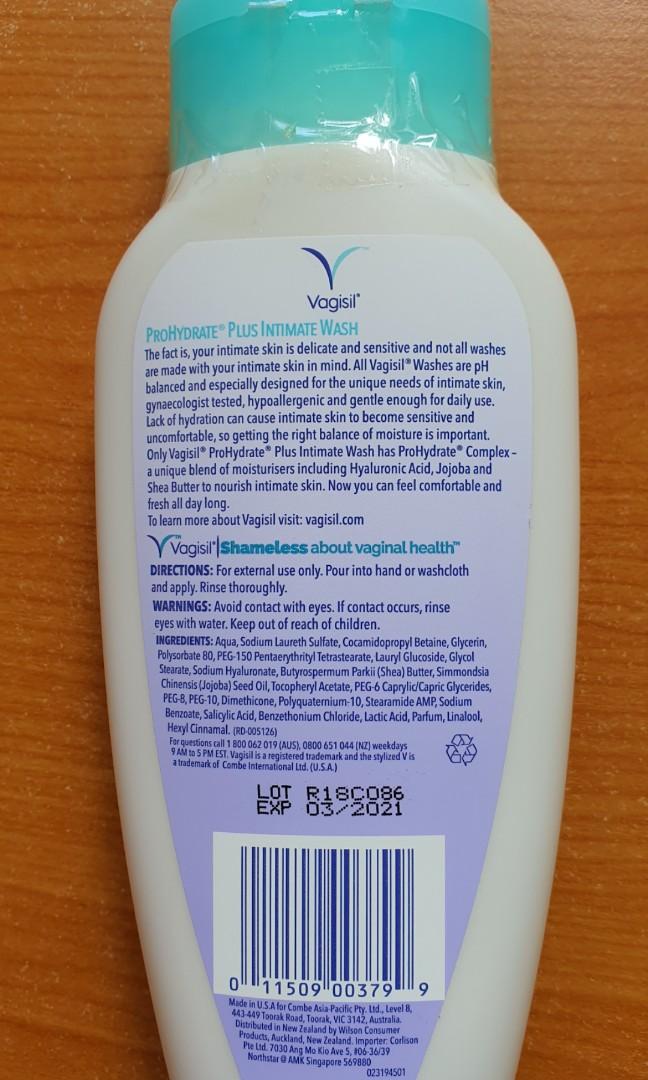 Vagisil®
PROHYDRATE® PLUS INTIMATE WASH
The fact is, your intimate skin is delicate and sensitive and not all washes
are made with your intimate skin in mind. All Vagisil® Washes are pH
balanced and especially designed for the unique needs of intimate skin,
gynaecologist tested, hypoallergenic and gentle enough for daily use.
Lack of hydration can cause intimate skin to become sensitive and
uncomfortable, so getting the right balance of moisture is important.
Only Vagisil® ProHydrate® Plus Intimate Wash has ProHydrate® Complex –
a unique blend of moisturisers including Hyaluronic Acid, Jojoba and
Shea Butter to nourish intimate skin. Now you can feel comfortable and
fresh all day long.
To learn more about Vagisil visit: vagisil.com
Vagisil®|Shameless about vaginal health™
DIRECTIONS: For external use only. Pour into hand or washcloth
and apply. Rinse thoroughly.
WARNINGS: Avoid contact with eyes. If contact occurs, rinse
eyes with water. Keep out of reach of children.
INGREDIENTS: Aqua, Sodium Laureth Sulfate, Cocamidopropyl Betaine, Glycerin,
Polysorbate 80, PEG-150 Pentaerythrityl Tetrastearate, Lauryl Glucoside, Glycol
Stearate, Sodium Hyaluronate, Butyrospermum Parkii (Shea) Butter, Simmondsia
Chinensis (Jojoba) Seed Oil, Tocopheryl Acetate, PEG-6 Caprylic/Capric Glycerides,
PEG-8, PEG-10, Dimethicone, Polyquaternium-10, Stearamide AMP, Sodium
Benzoate, Salicylic Acid, Benzethonium Chloride, Lactic Acid, Parfum, Linalool,
Hexyl Cinnamal. (RD-005126)
For questions call 1 800 062 019 (AUS), 0800 651 044 (NZ) weekdays
9 AM to 5 PM EST. Vagisil is a registered trademark and the stylized V is
a trademark of Combe International Ltd. (U.S.A.)
LOT R18C086
EXP 03/2021
0 11509 00379 9
Made in U.S.A for Combe Asia-Pacific Pty. Ltd., Level 8,
443-449 Toorak Road, Toorak, VIC 3142, Australia.
Distributed in New Zealand by Wilson Consumer
Products, Auckland, New Zealand. Importer: Corlison
Pte Ltd. 7030 Ang Mo Kio Ave 5, #06-36/39
Northstar @ AMK Singapore 569880
023194501